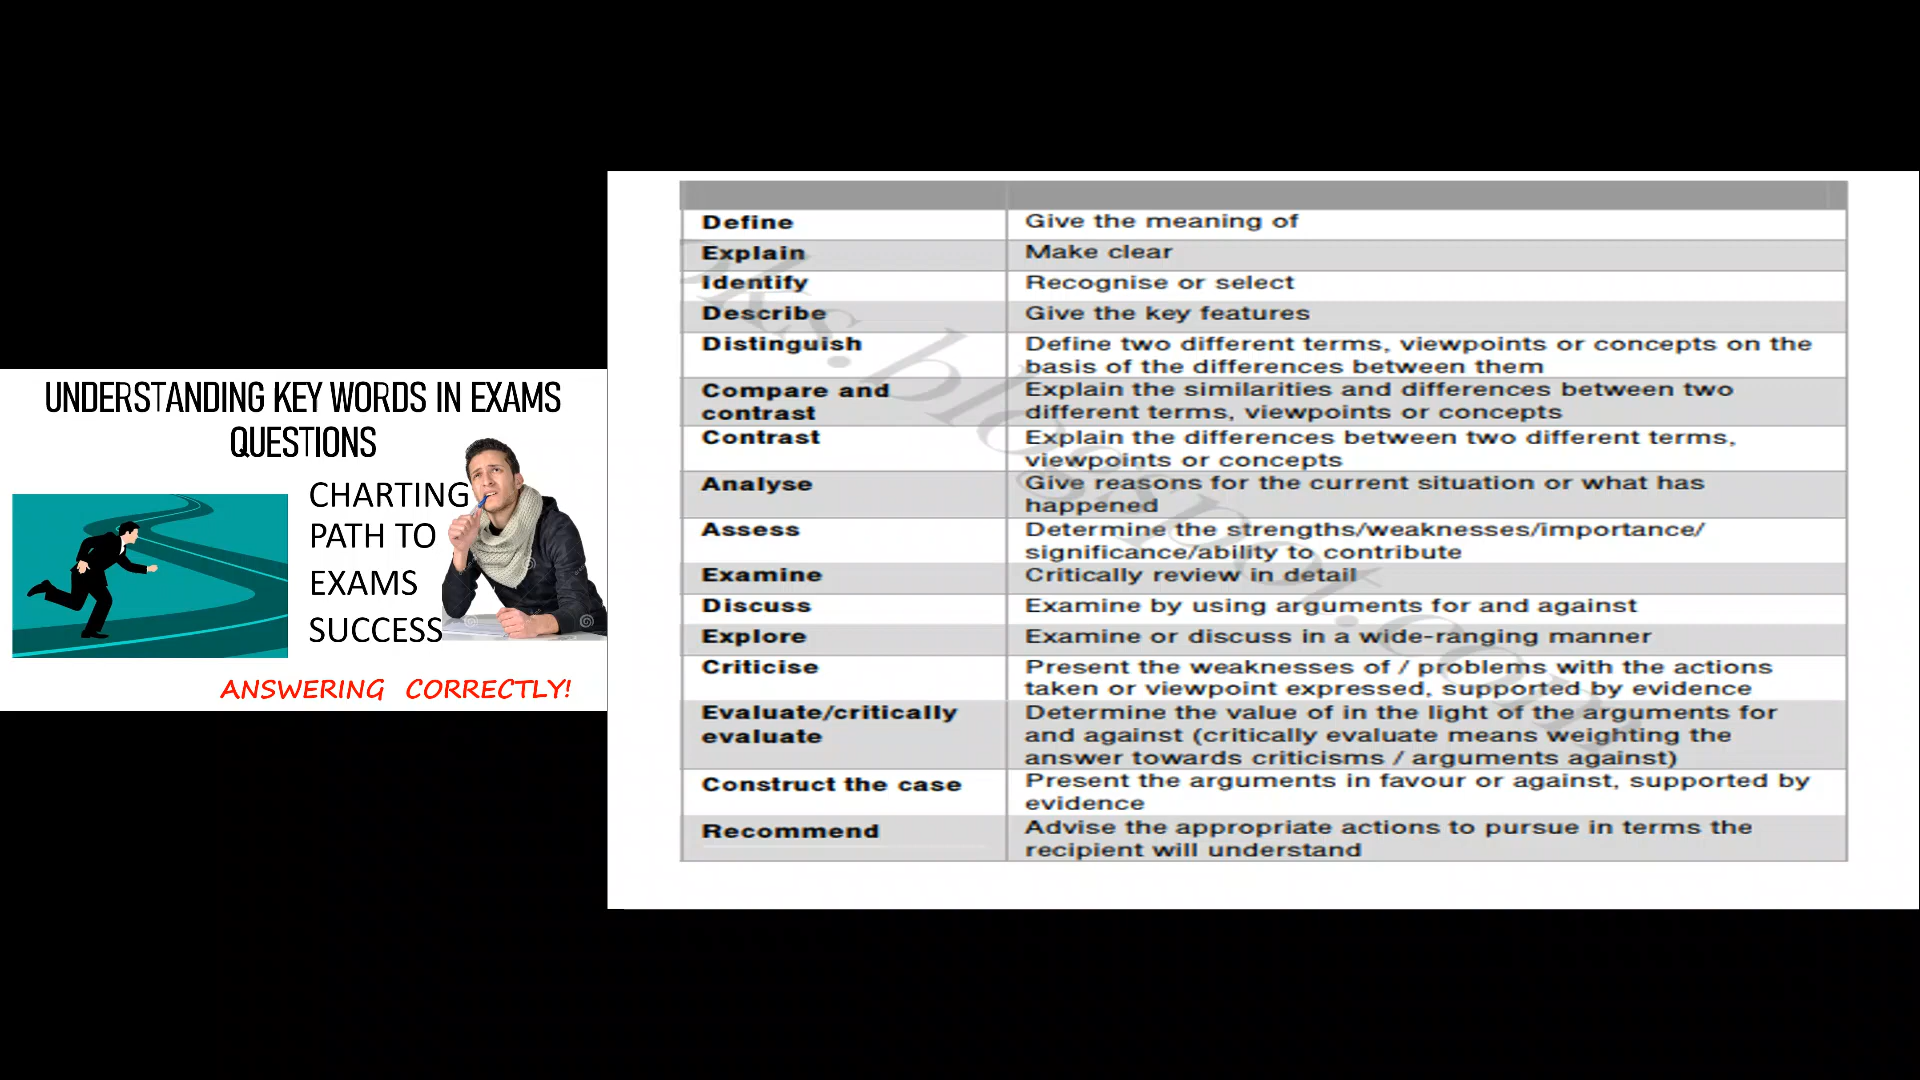 UNDERSTANDING KEY WORDS IN EXAMS
QUESTIONS
CHARTING
PATH TO
EXAMS
SUCCESS
ANSWERING CORRECTLY!
Define
Give the meaning of
Explain
Make clear
Identify
Recognise or select
Describe
Give the key features
Distinguish
Define two different terms, viewpoints or concepts on the
basis of the differences between them
Compare and
contrast
Explain the similarities and differences between two
different terms, viewpoints or concepts
Contrast
Explain the differences between two different terms,
viewpoints or concepts
Analyse
Give reasons for the current situation or what has
happened
Assess
Determine the strengths/weaknesses/importance/
significance/ability to contribute
Examine
Critically review in detail
Discuss
Examine by using arguments for and against
Explore
Examine or discuss in a wide-ranging manner
Criticise
Present the weaknesses of / problems with the actions
taken or viewpoint expressed, supported by evidence
Evaluate/critically
evaluate
Determine the value of in the light of the arguments for
and against (critically evaluate means weighting the
answer towards criticisms / arguments against)
Construct the case
Present the arguments in favour or against, supported by
evidence
Recommend
Advise the appropriate actions to pursue in terms the
recipient will understand
ks.blogspot.com